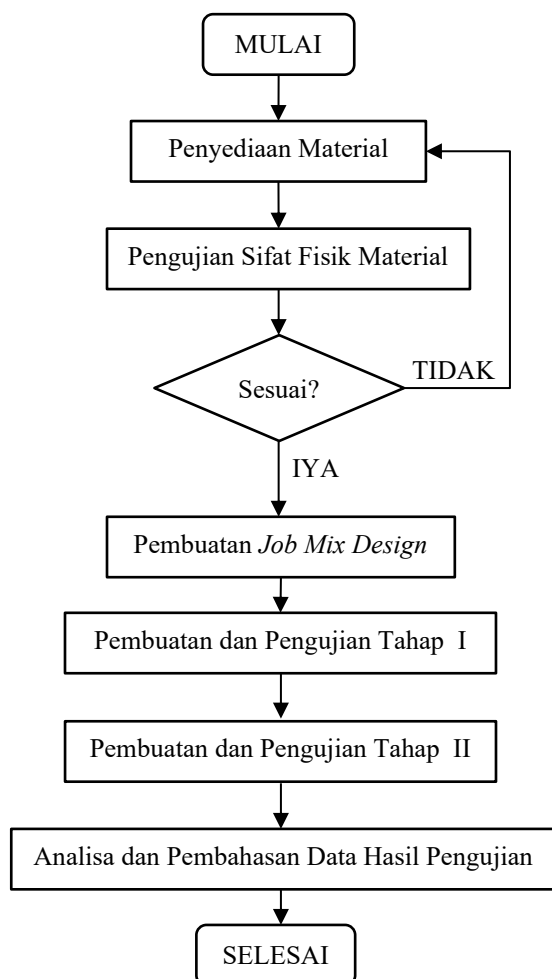 MULAI
Penyediaan Material
Pengujian Sifat Fisik Material
Sesuai?
TIDAK
IYA
Pembuatan Job Mix Design
Pembuatan dan Pengujian Tahap I
Pembuatan dan Pengujian Tahap II
Analisa dan Pembahasan Data Hasil Pengujian
SELESAI